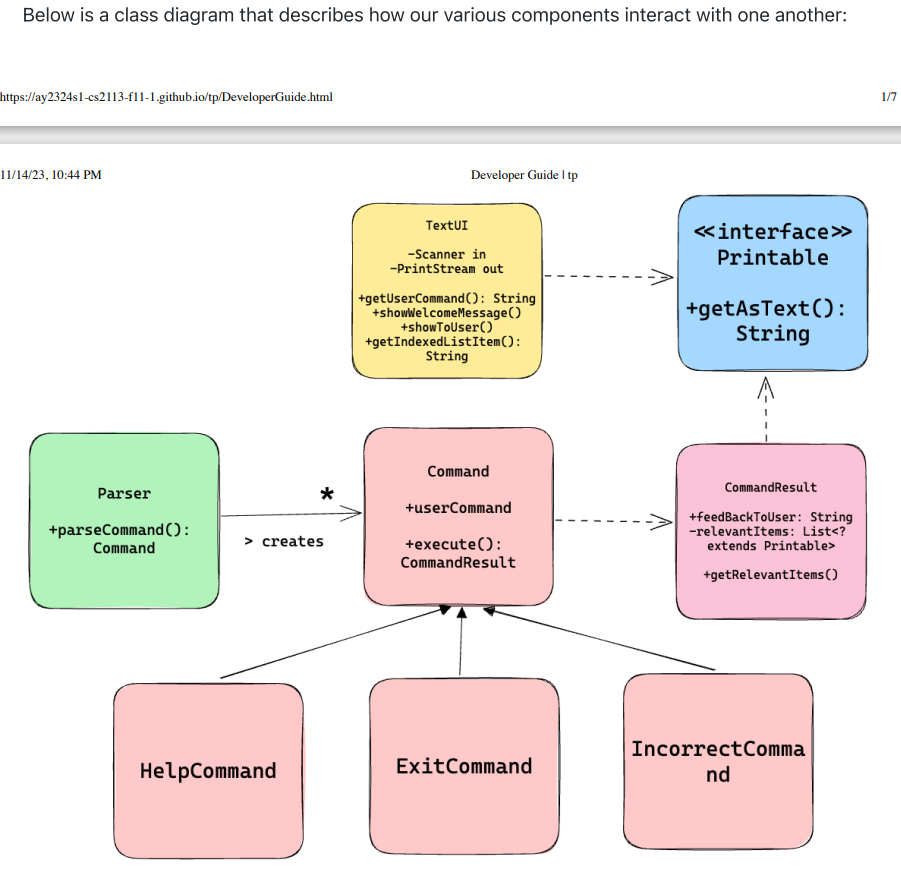 Below is a class diagram that describes how our various components interact with one another:
https://ay2324s1-cs2113-f11-1.github.io/tp/DeveloperGuide.html
1/7
11/14/23, 10:44 PM
Developer Guide | tp
TextUI
-Scanner in
-PrintStream out
+getUserCommand(): String
+showWelcomeMessage()
+showToUser()
+getIndexedListItem():
String
≪interface≫
Printable
+getAsText():
String
Parser
+parseCommand():
Command
*
> creates
Command
+userCommand
+execute():
CommandResult
CommandResult
+feedBackToUser: String
-relevantItems: List<?
extends Printable>
+getRelevantItems()
HelpCommand
ExitCommand
IncorrectComma
nd